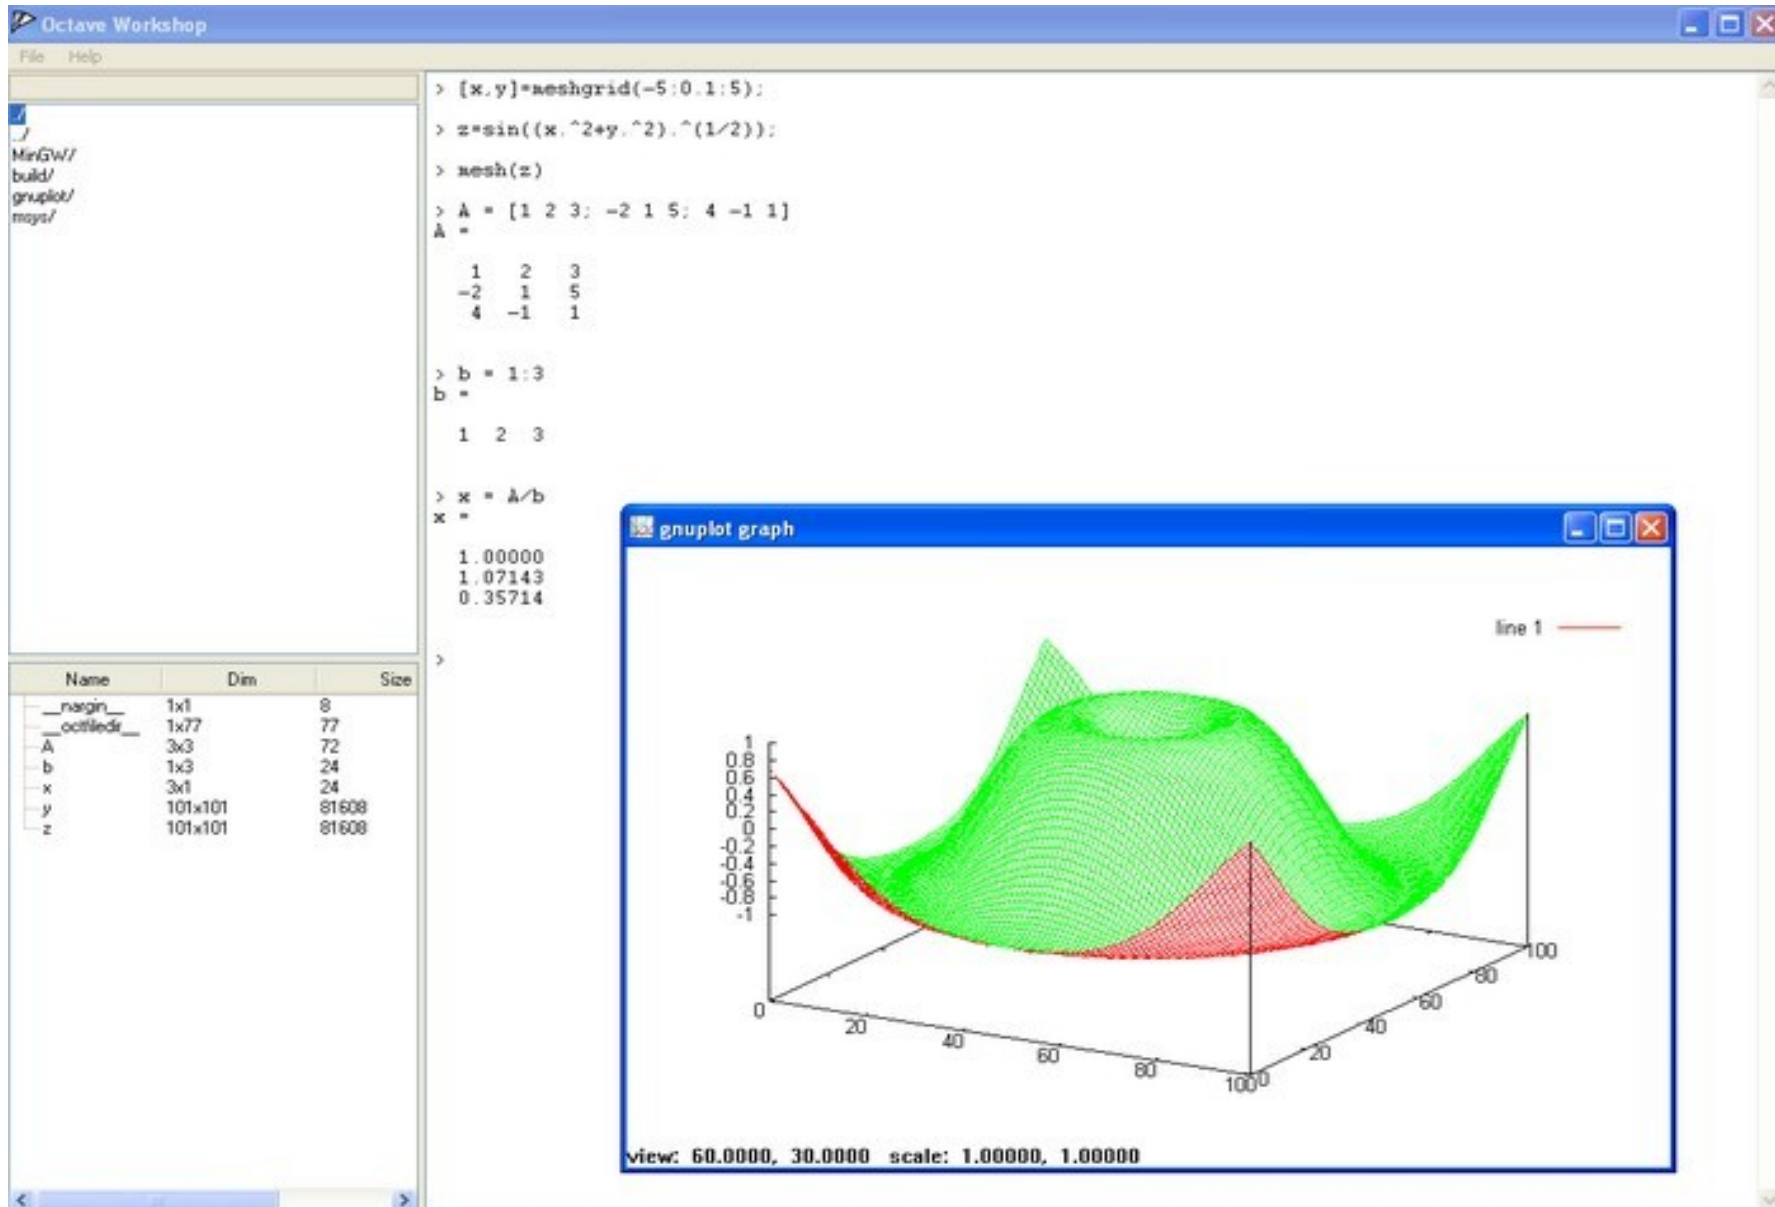 Octave Workshop
File Help
./
../
MinGW//
build/
gnuplot/
msys/
> [x,y]=meshgrid(-5:0.1:5);
> z=sin((x.^2+y.^2).^(1/2));
> mesh(z)
> A = [1 2 3; -2 1 5; 4 -1 1]
A =
1 2 3
-2 1 5
4 -1 1
> b = 1:3
b =
1 2 3
> x = A/b
x =
1.00000
1.07143
0.35714
>
Name Dim Size
__nargin__ 1x1 8
__octfiledir__ 1x77 77
A 3x3 72
b 1x3 24
x 3x1 24
y 101x101 81608
z 101x101 81608
gnuplot graph
line 1
1
0.8
0.6
0.4
0.2
0
-0.2
-0.4
-0.6
-0.8
-1
0 20 40 60 80 100
0 20 40 60 80 100
view: 60.0000, 30.0000 scale: 1.00000, 1.00000